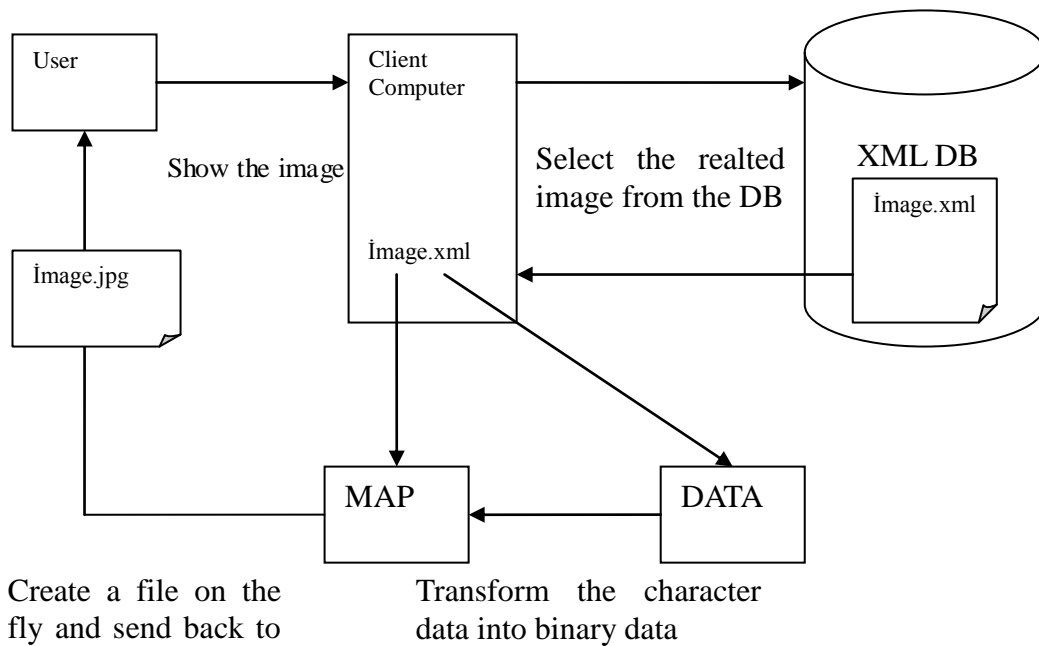 User
Client
Computer
Show the image
Select the realted
image from the DB
XML DB
İmage.xml
İmage.xml
İmage.jpg
MAP
DATA
Create a file on the
fly and send back to
Transform the character
data into binary data